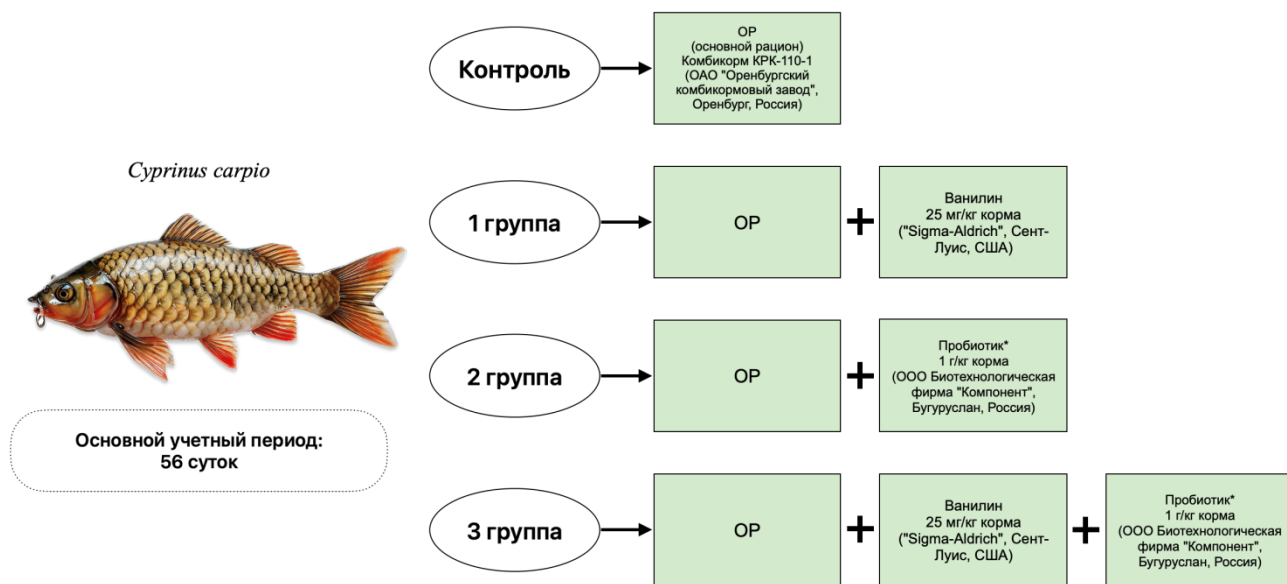 Cyprinus carpio
Основной учетный период:
56 суток
Контроль
ОР
(основной рацион)
Комбикорм КРК-110-1
(ОАО "Оренбургский
комбикормовый завод",
Оренбург, Россия)
1 группа
ОР
+
Ванилин
25 мг/кг корма
("Sigma-Aldrich", Сент-
Луис, США)
2 группа
ОР
+
Пробиотик*
1 г/кг корма
(ООО Биотехнологическая
фирма "Компонент",
Бугуруслан, Россия)
3 группа
ОР
+
Ванилин
25 мг/кг корма
("Sigma-Aldrich", Сент-
Луис, США)
+
Пробиотик*
1 г/кг корма
(ООО Биотехнологическая
фирма "Компонент",
Бугуруслан, Россия)